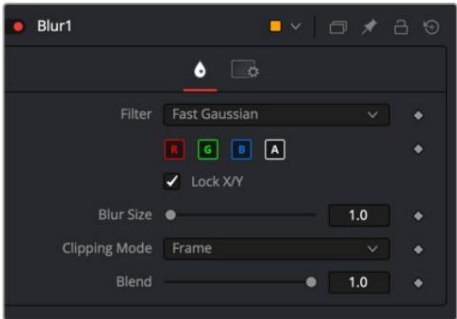 Blur1
Filter Fast Gaussian
R G B A
Lock X/Y
Blur Size 1.0
Clipping Mode Frame
Blend 1.0